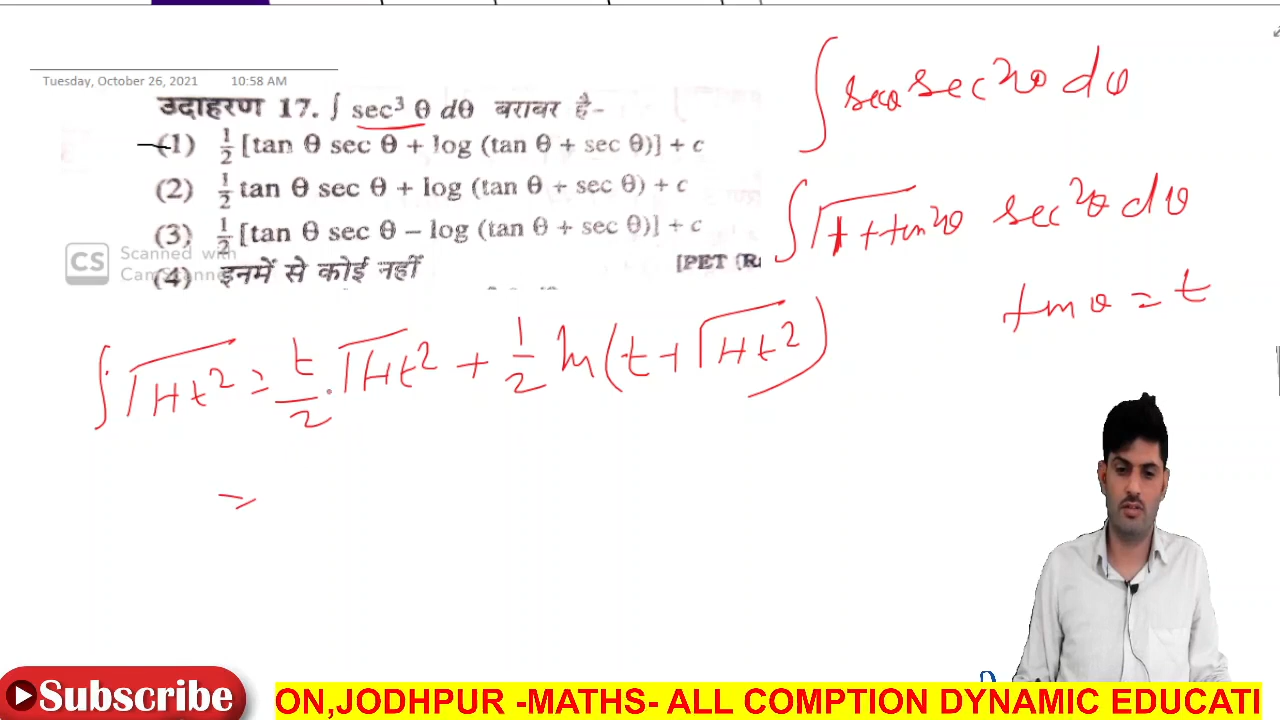 Tuesday, October 26, 2021 10:58 AM
उदाहरण 17. ∫ sec³ θ dθ बराबर है-
(1) 1/2 [tan θ sec θ + log (tan θ + sec θ)] + c
(2) 1/2 tan θ sec θ + log (tan θ + sec θ) + c
(3) 1/2 [tan θ sec θ – log (tan θ + sec θ)] + c
CS Scanned with
(4) इनमें से कोई नहीं
[PET (R
∫ secθ sec²θ dθ
∫ √1 + tan²θ sec²θ dθ
tanθ = t
∫ √1+t² = t/2 . √1+t² + 1/2 ln(t + √1+t²)
=
Subscribe
ON,JODHPUR -MATHS- ALL COMPTION DYNAMIC EDUCATI